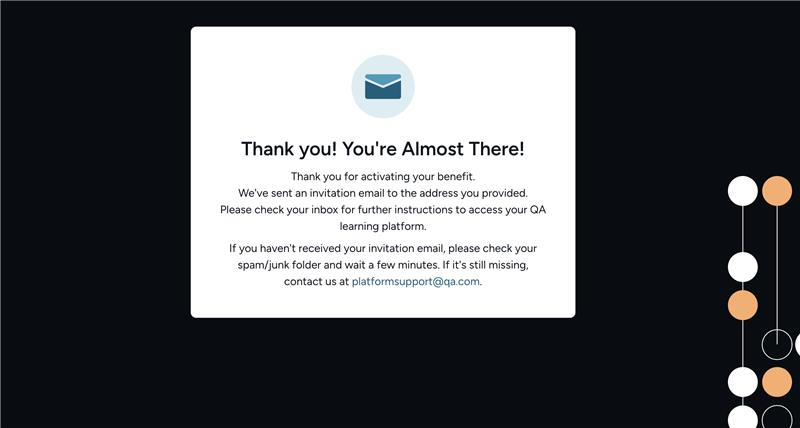 Thank you! You're Almost There!
Thank you for activating your benefit.
We've sent an invitation email to the address you provided.
Please check your inbox for further instructions to access your QA
learning platform.
If you haven't received your invitation email, please check your
spam/junk folder and wait a few minutes. If it's still missing,
contact us at platformsupport@qa.com.